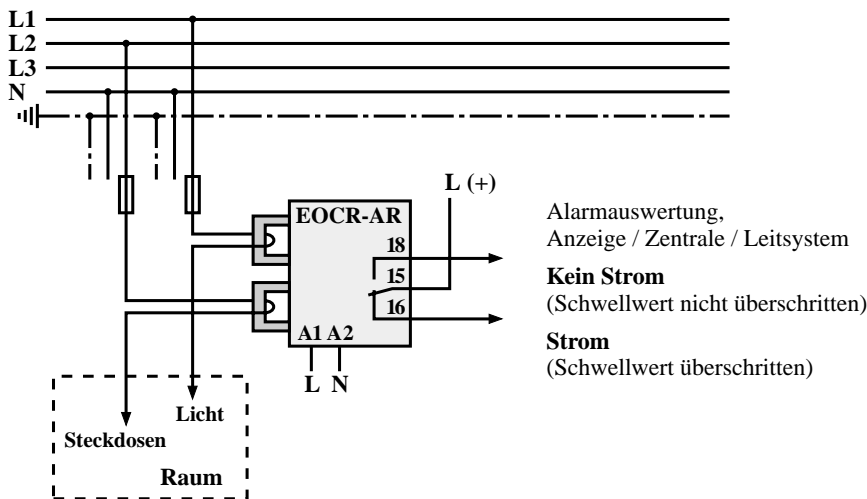 L1
L2
L3
N
L (+)
EOCR-AR
18
15
16
A1 A2
L N
Alarmauswertung,
Anzeige / Zentrale / Leitsystem
Kein Strom
(Schwellwert nicht überschritten)
Strom
(Schwellwert überschritten)
Licht
Steckdosen
Raum